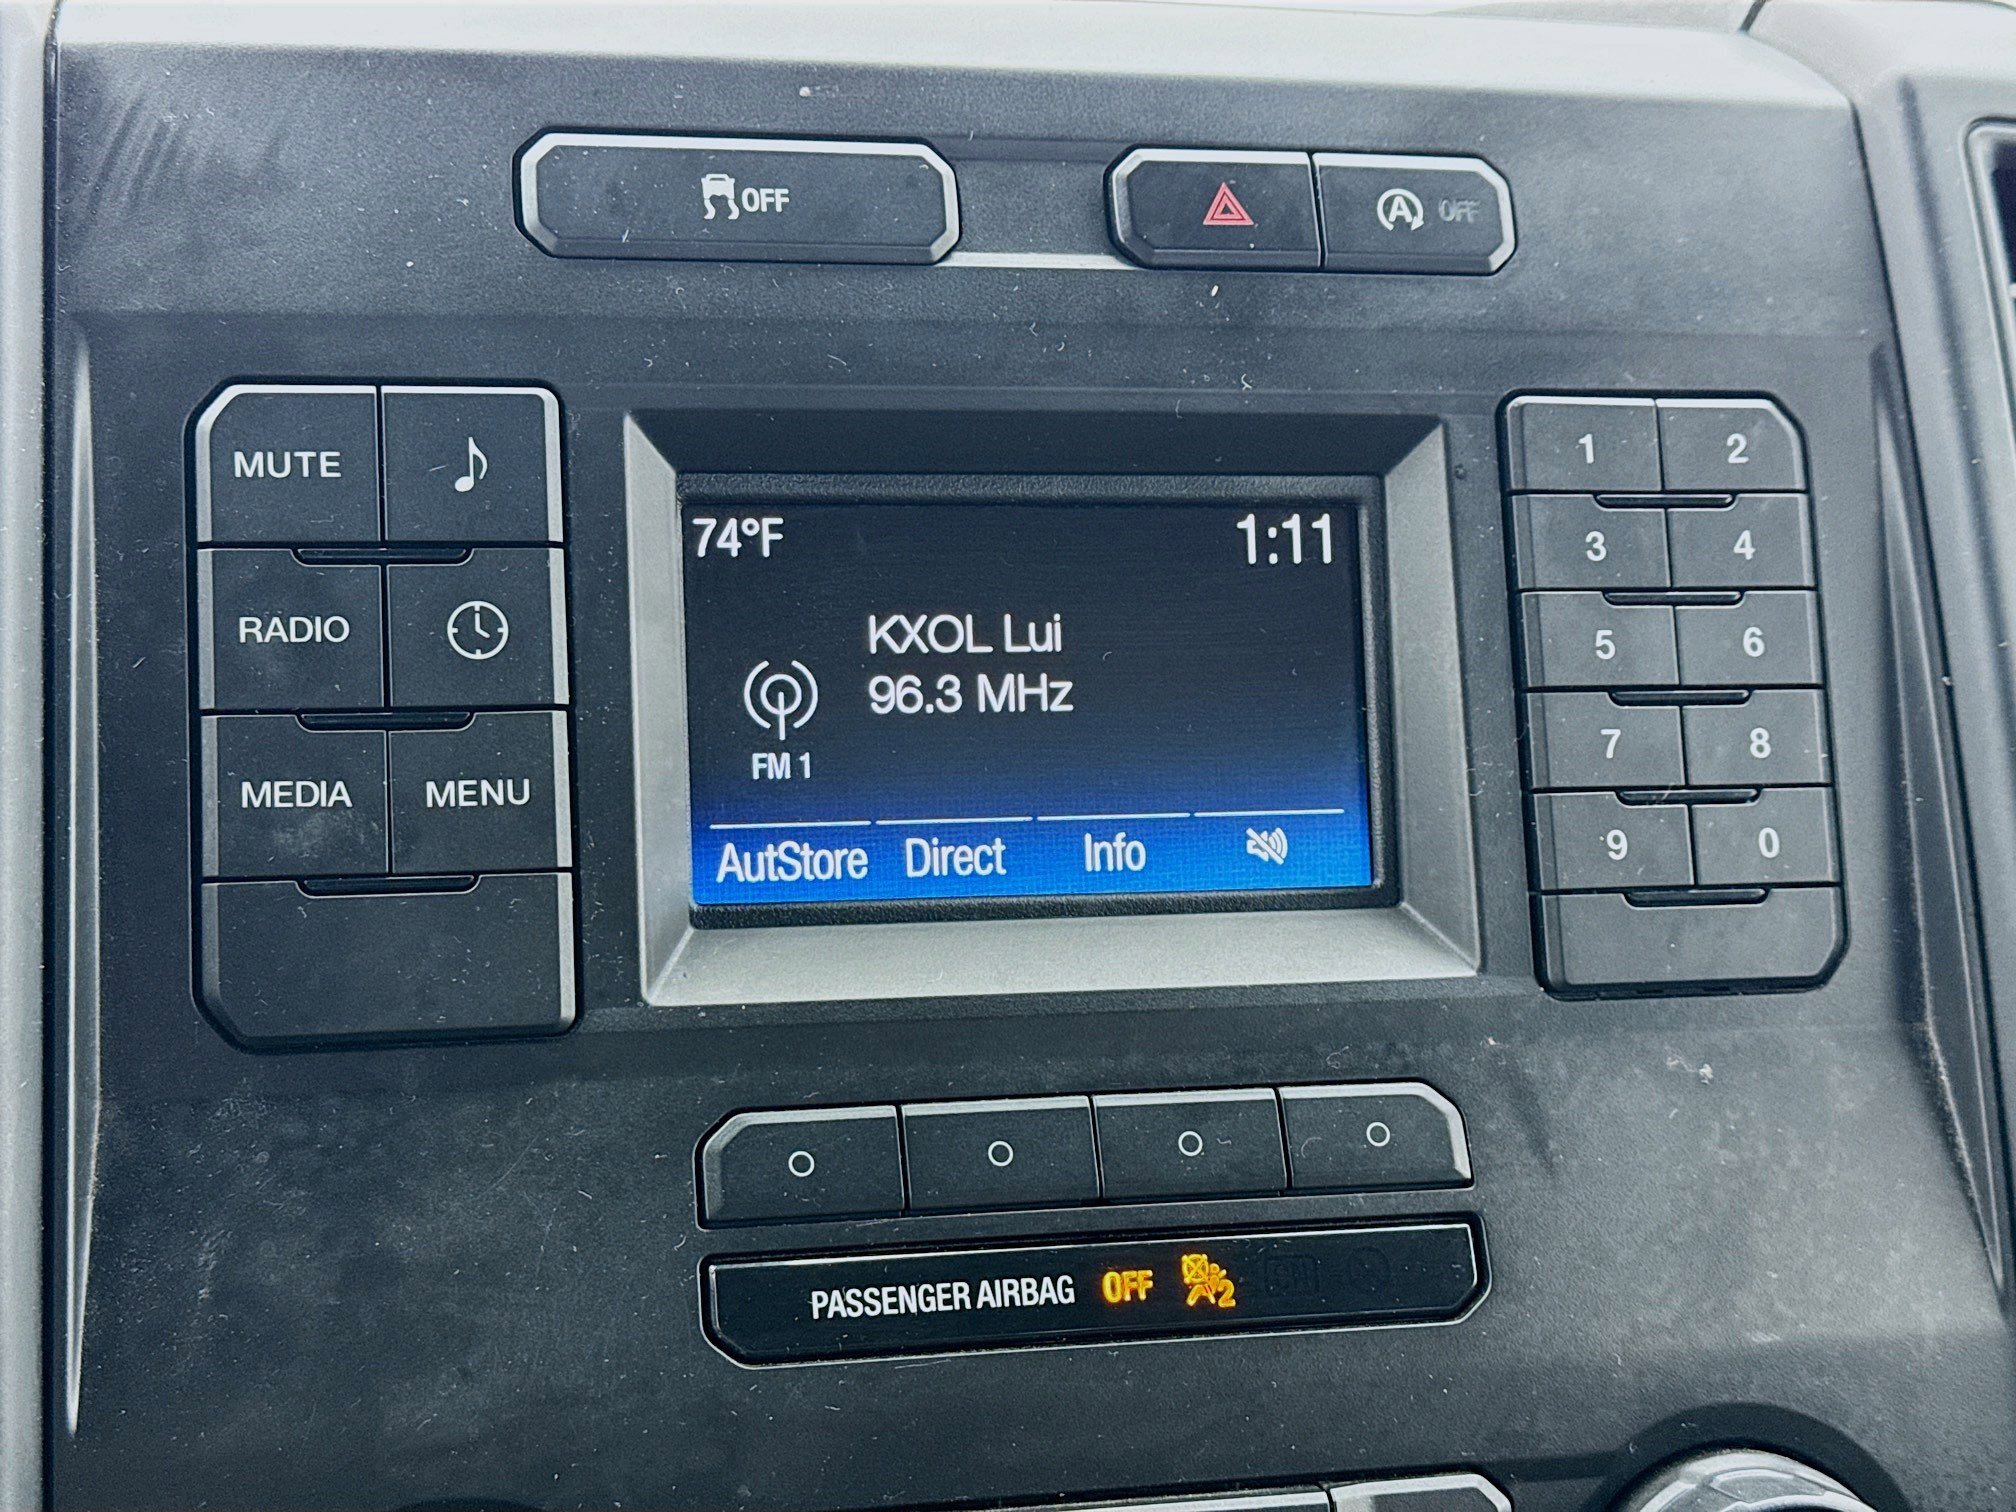 OFF
A OFF
MUTE
RADIO
MEDIA MENU
74°F 1:11
KXOL Lui
96.3 MHz
FM 1
AutStore Direct Info
1 2
3 4
5 6
7 8
9 0
PASSENGER AIRBAG OFF 2